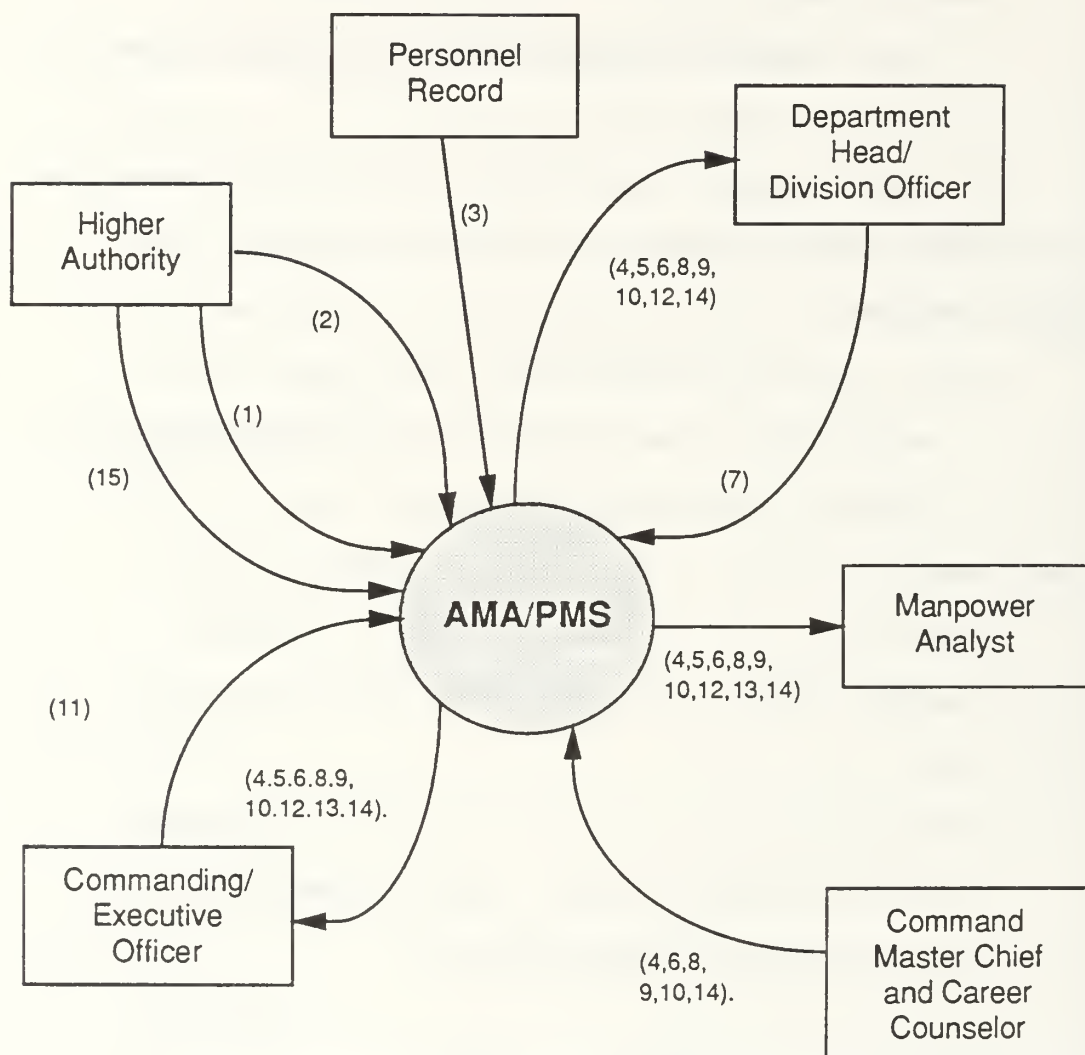 Personnel
Record
Department
Head/
Division Officer
Higher
Authority
(3)
(4,5,6,8,9,
10,12,14)
(2)
(1)
(15)
(7)
AMA/PMS
Manpower
Analyst
(4,5,6,8,9,
10,12,13,14)
(11)
(4.5.6.8.9,
10.12.13.14).
Commanding/
Executive
Officer
(4,6,8,
9,10,14).
Command
Master Chief
and Career
Counselor